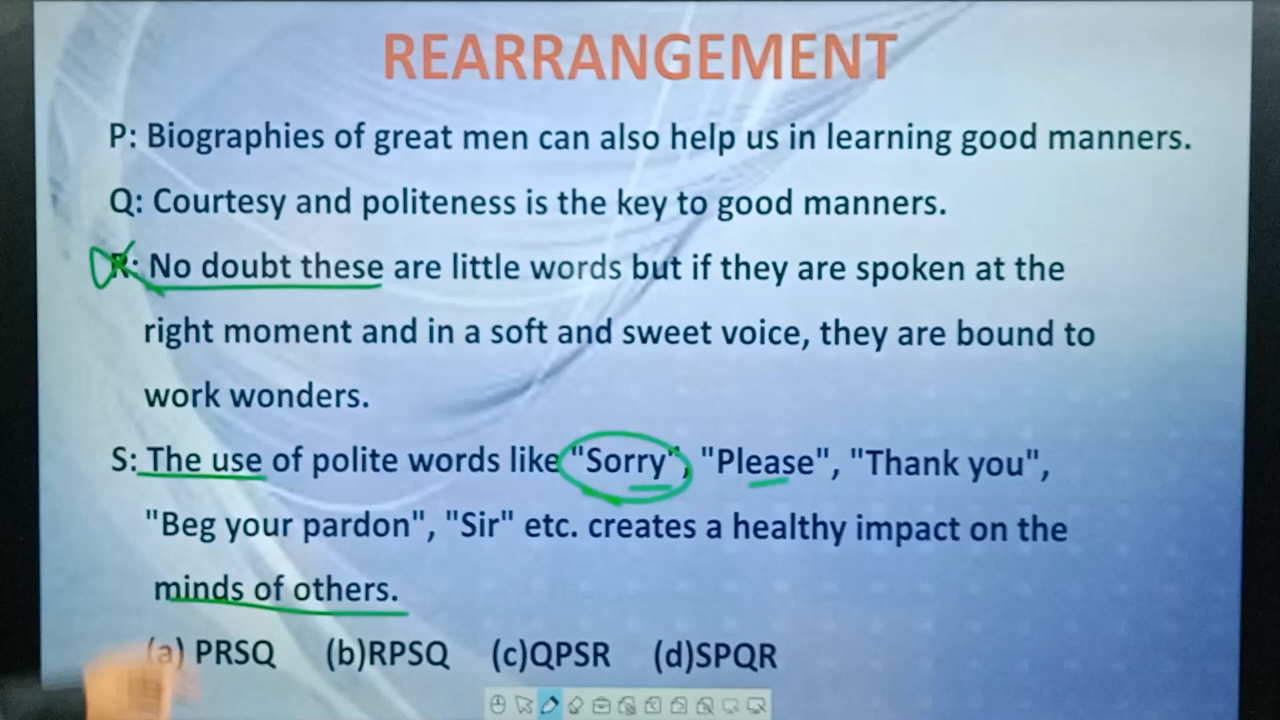 REARRANGEMENT
P: Biographies of great men can also help us in learning good manners.
Q: Courtesy and politeness is the key to good manners.
R: No doubt these are little words but if they are spoken at the
right moment and in a soft and sweet voice, they are bound to
work wonders.
S: The use of polite words like "Sorry", "Please", "Thank you",
"Beg your pardon", "Sir" etc. creates a healthy impact on the
minds of others.
(a) PRSQ (b)RPSQ (c)QPSR (d)SPQR